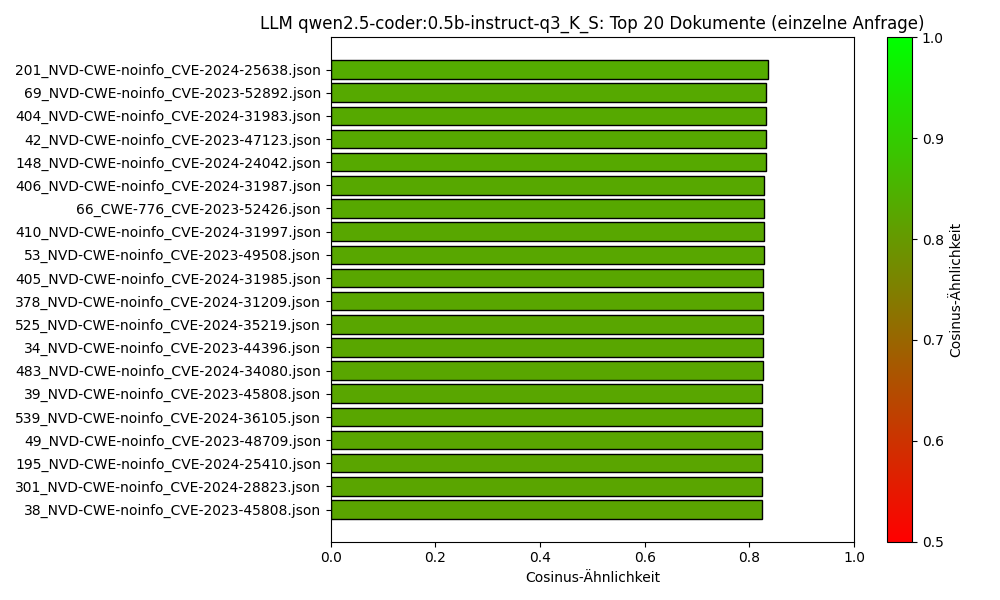 LLM qwen2.5-coder:0.5b-instruct-q3_K_S: Top 20 Dokumente (einzelne Anfrage)
201_NVD-CWE-noinfo_CVE-2024-25638.json
69_NVD-CWE-noinfo_CVE-2023-52892.json
404_NVD-CWE-noinfo_CVE-2024-31983.json
42_NVD-CWE-noinfo_CVE-2023-47123.json
148_NVD-CWE-noinfo_CVE-2024-24042.json
406_NVD-CWE-noinfo_CVE-2024-31987.json
66_CWE-776_CVE-2023-52426.json
410_NVD-CWE-noinfo_CVE-2024-31997.json
53_NVD-CWE-noinfo_CVE-2023-49508.json
405_NVD-CWE-noinfo_CVE-2024-31985.json
378_NVD-CWE-noinfo_CVE-2024-31209.json
525_NVD-CWE-noinfo_CVE-2024-35219.json
34_NVD-CWE-noinfo_CVE-2023-44396.json
483_NVD-CWE-noinfo_CVE-2024-34080.json
39_NVD-CWE-noinfo_CVE-2023-45808.json
539_NVD-CWE-noinfo_CVE-2024-36105.json
49_NVD-CWE-noinfo_CVE-2023-48709.json
195_NVD-CWE-noinfo_CVE-2024-25410.json
301_NVD-CWE-noinfo_CVE-2024-28823.json
38_NVD-CWE-noinfo_CVE-2023-45808.json
0.0 0.2 0.4 0.6 0.8 1.0
Cosinus-Ähnlichkeit
1.0
0.9
0.8
0.7
0.6
0.5
Cosinus-Ähnlichkeit